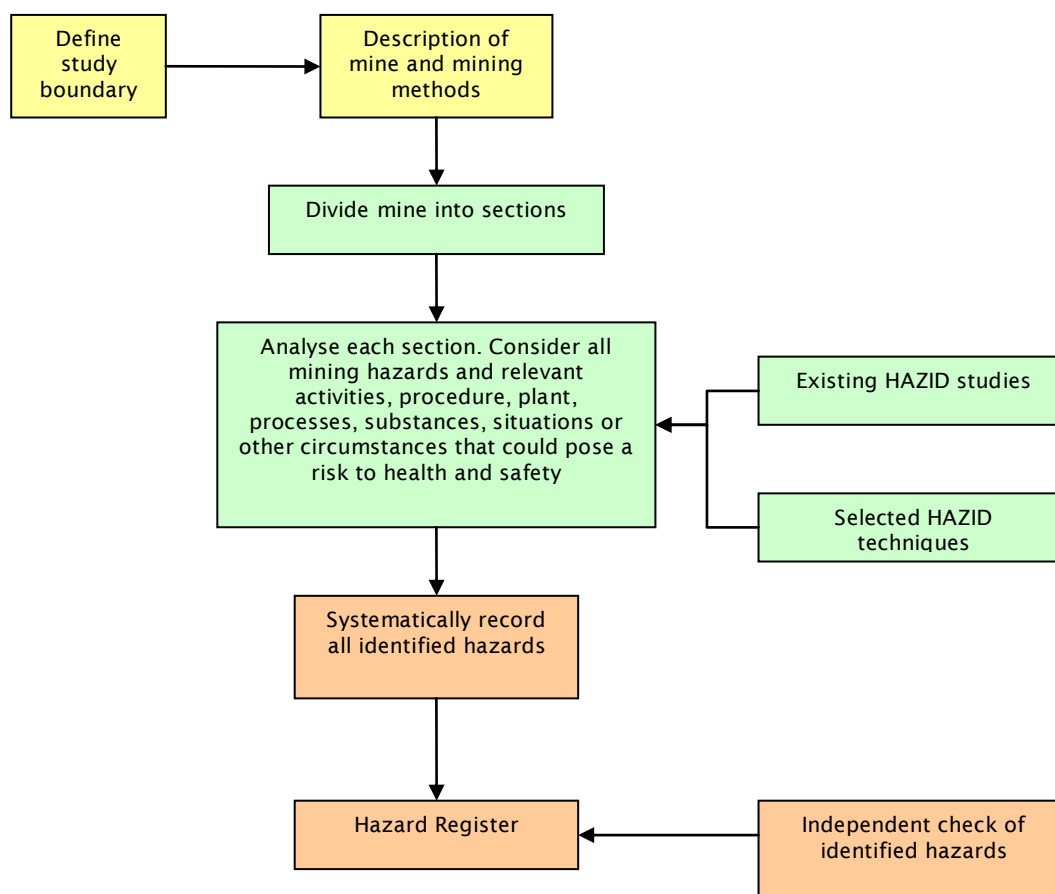 Define
study
boundary
Description of
mine and mining
methods
Divide mine into sections
Analyse each section. Consider all
mining hazards and relevant
activities, procedure, plant,
processes, substances, situations or
other circumstances that could pose a
risk to health and safety
Existing HAZID studies
Selected HAZID
techniques
Systematically record
all identified hazards
Hazard Register
Independent check of
identified hazards